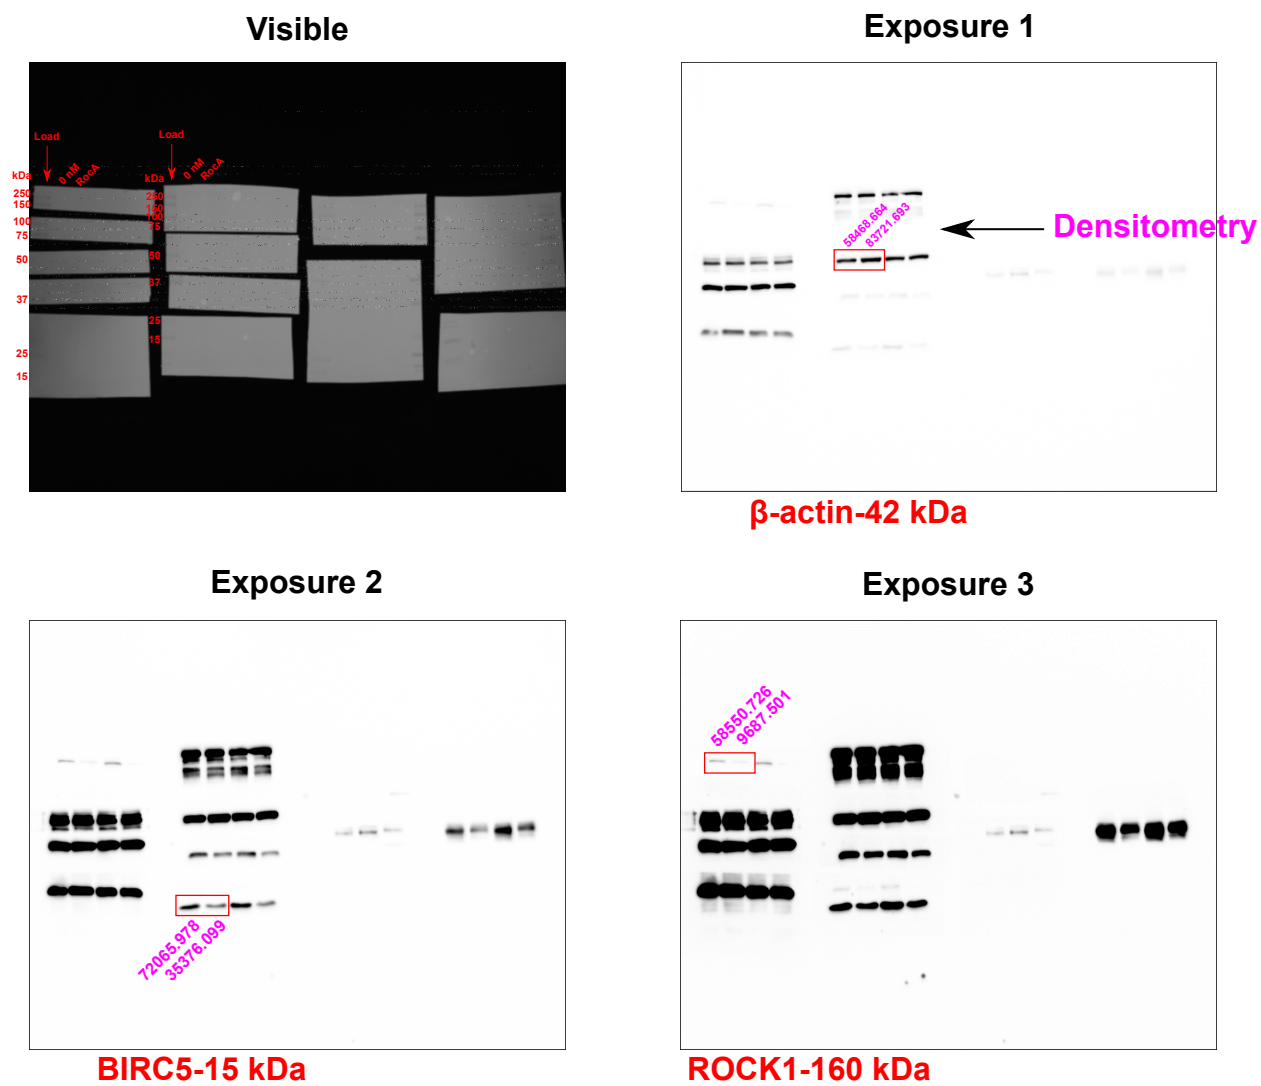 Visible
Exposure 1
Load
Load
0 nM
RocA
0 nM
RocA
kDa
250
150
100
75
50
37
25
15
kDa
250
150
100
75
50
37
25
15
58468.664
83721.693
Densitometry
β-actin-42 kDa
Exposure 2
Exposure 3
72065.978
35376.099
58550.726
9687.501
BIRC5-15 kDa
ROCK1-160 kDa